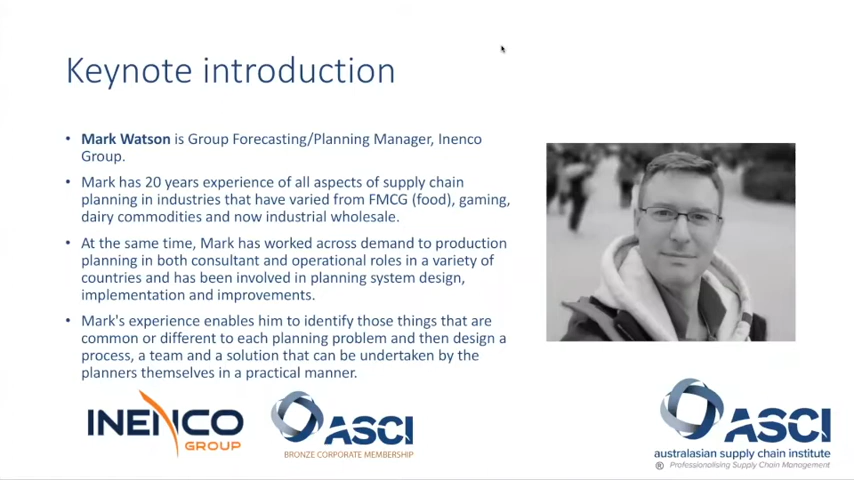 Keynote introduction
• Mark Watson is Group Forecasting/Planning Manager, Inenco
Group.
• Mark has 20 years experience of all aspects of supply chain
planning in industries that have varied from FMCG (food), gaming,
dairy commodities and now industrial wholesale.
• At the same time, Mark has worked across demand to production
planning in both consultant and operational roles in a variety of
countries and has been involved in planning system design,
implementation and improvements.
• Mark's experience enables him to identify those things that are
common or different to each planning problem and then design a
process, a team and a solution that can be undertaken by the
planners themselves in a practical manner.
INENCO
GROUP
ASCI
BRONZE CORPORATE MEMBERSHIP
ASCI
australasian supply chain institute
® Professionalising Supply Chain Management